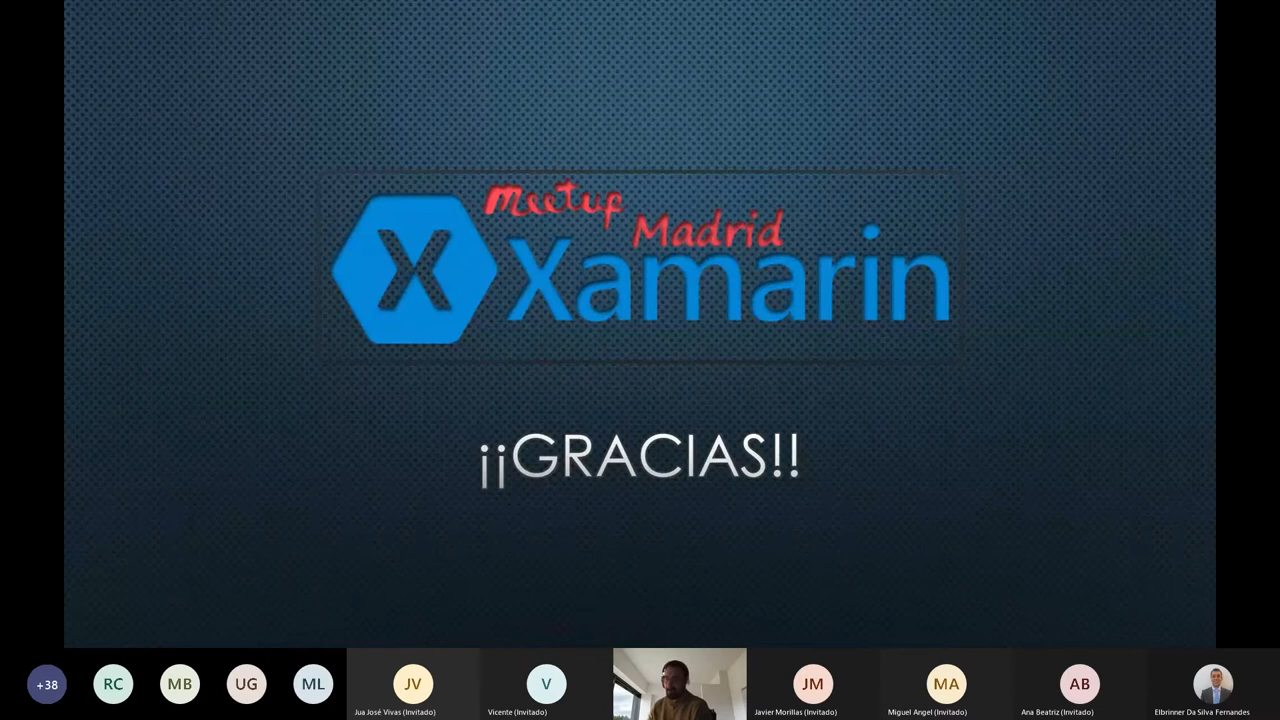 Meetup
Madrid
X Xamarin
¡¡GRACIAS!!
+38
RC
MB
UG
ML
JV
Jua José Vivas (Invitado)
V
Vicente (Invitado)
JM
Javier Morillas (Invitado)
MA
Miguel Angel (Invitado)
AB
Ana Beatriz (Invitado)
Elbrinner Da Silva Fernandes